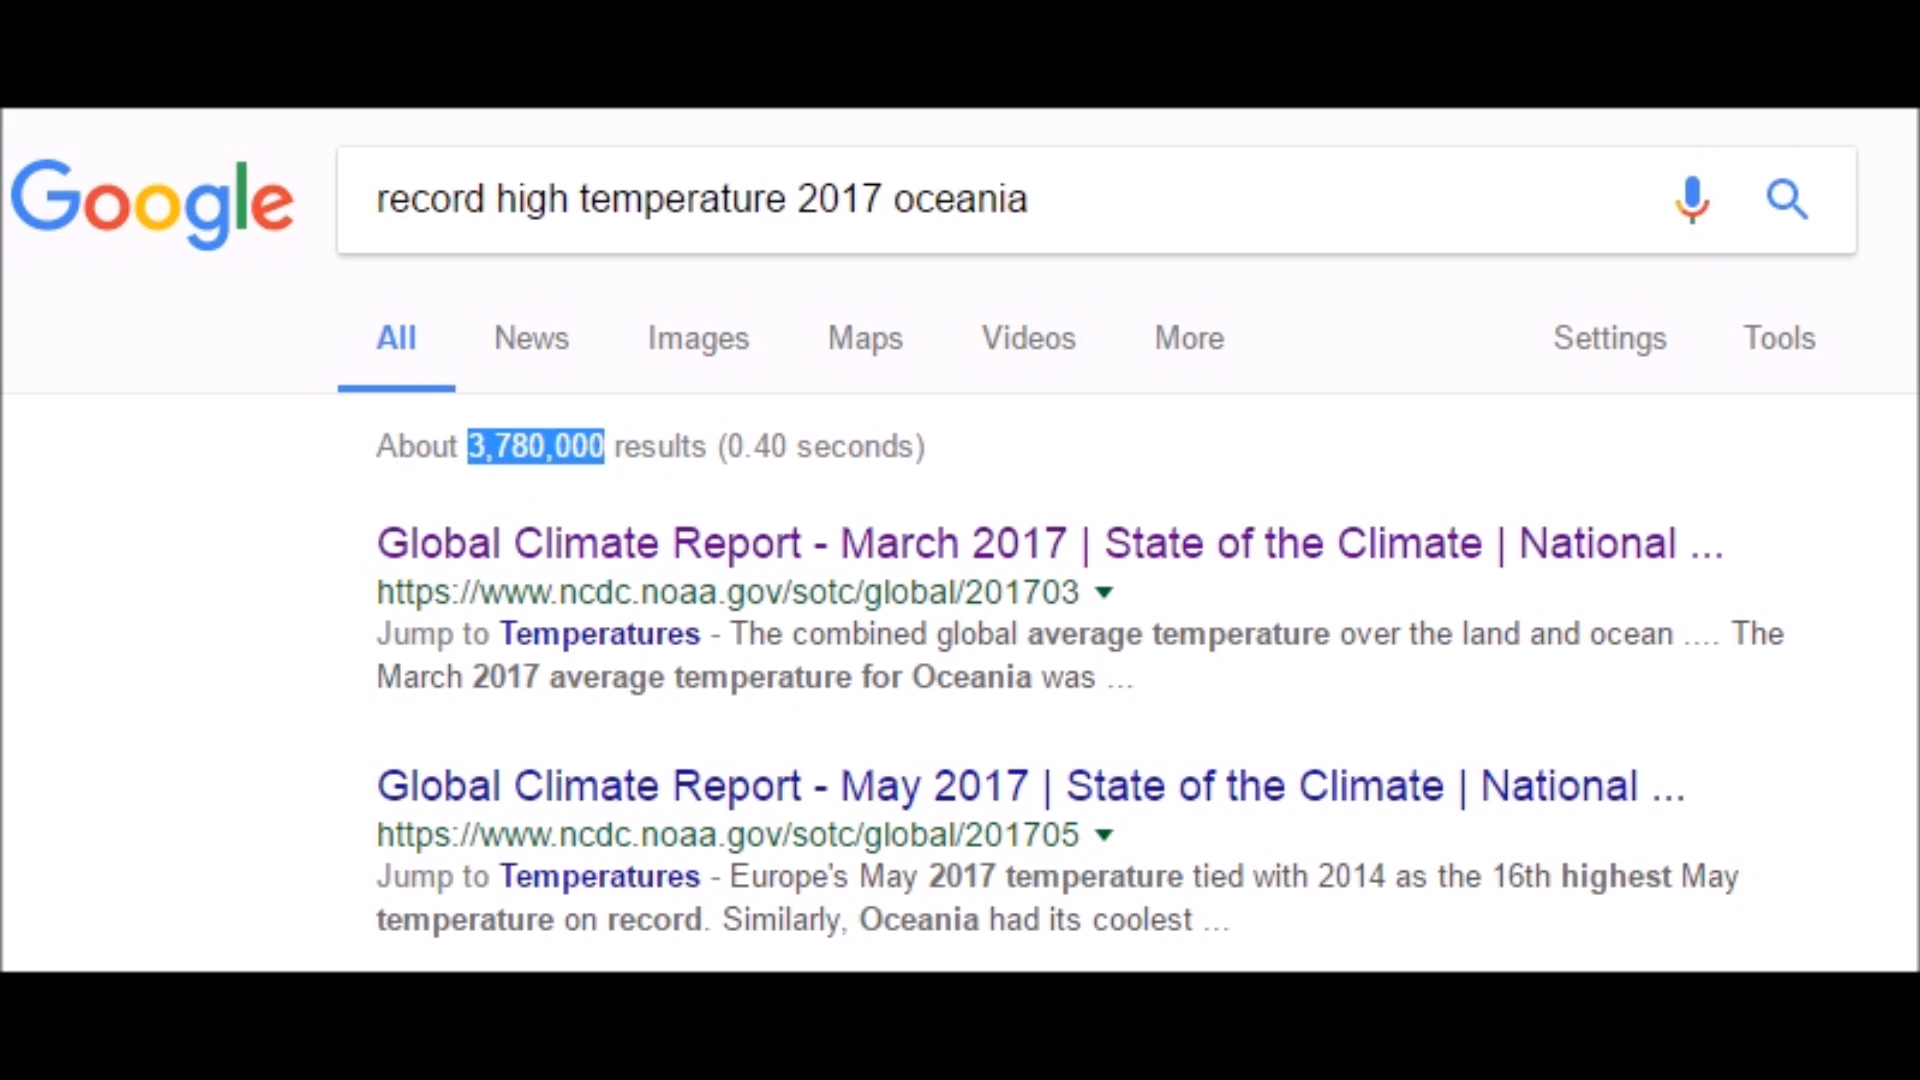 Google
record high temperature 2017 oceania
All News Images Maps Videos More Settings Tools
About 3,780,000 results (0.40 seconds)
Global Climate Report - March 2017 | State of the Climate | National ...
https://www.ncdc.noaa.gov/sotc/global/201703
Jump to Temperatures - The combined global average temperature over the land and ocean .... The
March 2017 average temperature for Oceania was ...
Global Climate Report - May 2017 | State of the Climate | National ...
https://www.ncdc.noaa.gov/sotc/global/201705
Jump to Temperatures - Europe's May 2017 temperature tied with 2014 as the 16th highest May
temperature on record. Similarly, Oceania had its coolest ...